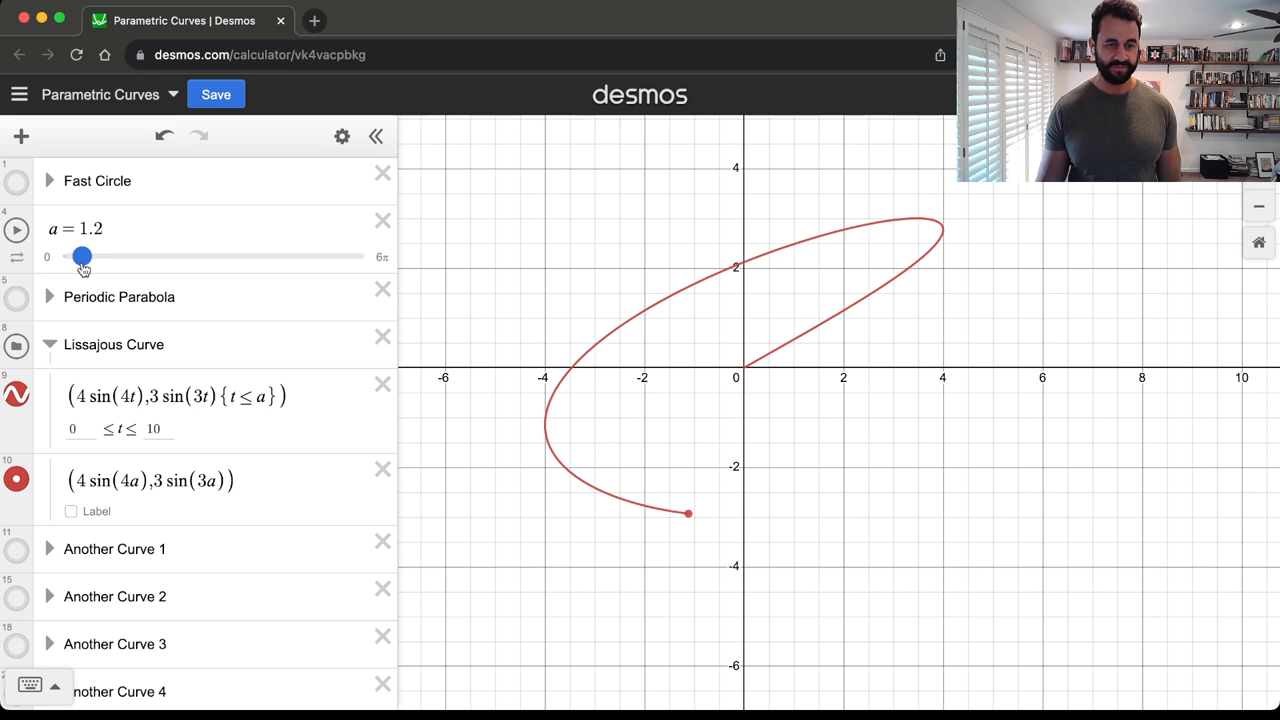 Parametric Curves | Desmos
desmos.com/calculator/vk4vacpbkg
Parametric Curves
Save
desmos
1
Fast Circle
4
a = 1.2
0
6π
5
Periodic Parabola
8
Lissajous Curve
9
(4 sin(4t),3 sin(3t){t ≤ a})
0 ≤ t ≤ 10
10
(4 sin(4a),3 sin(3a))
Label
11
Another Curve 1
15
Another Curve 2
18
Another Curve 3
nother Curve 4
4
2
-6
-4
-2
0
2
4
6
8
10
-2
-4
-6